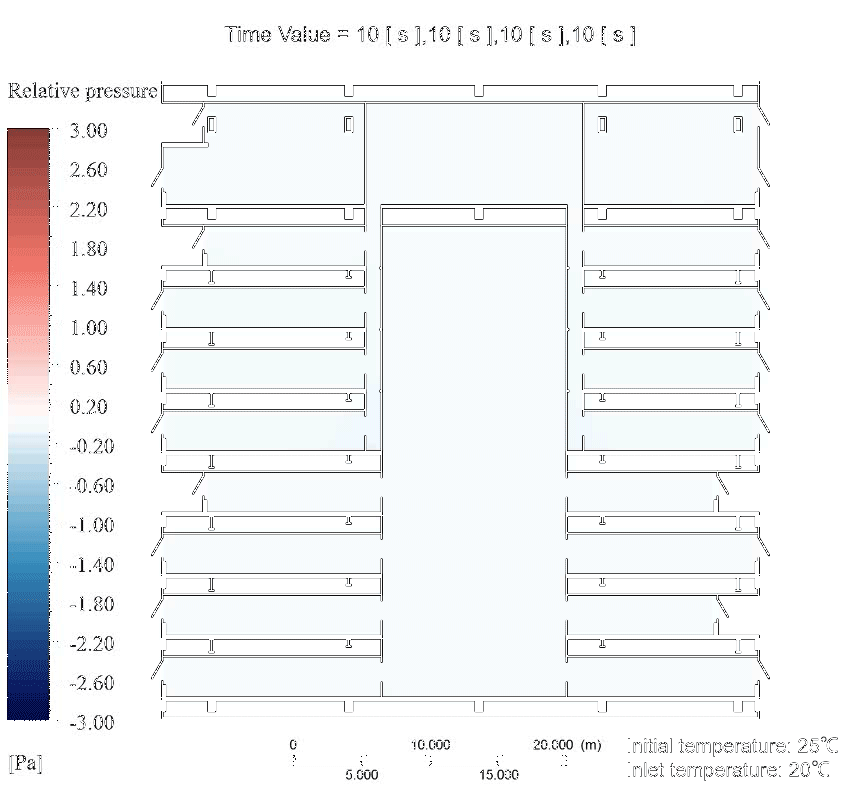 Time Value = 10 [ s ],10 [ s ],10 [ s ],10 [ s ]
Relative pressure
3.00
2.60
2.20
1.80
1.40
1.00
0.60
0.20
-0.20
-0.60
-1.00
-1.40
-1.80
-2.20
-2.60
-3.00
[Pa]
0 10.000 20.000 (m)
5.000 15.000
Initial temperature: 25℃
Inlet temperature: 20℃